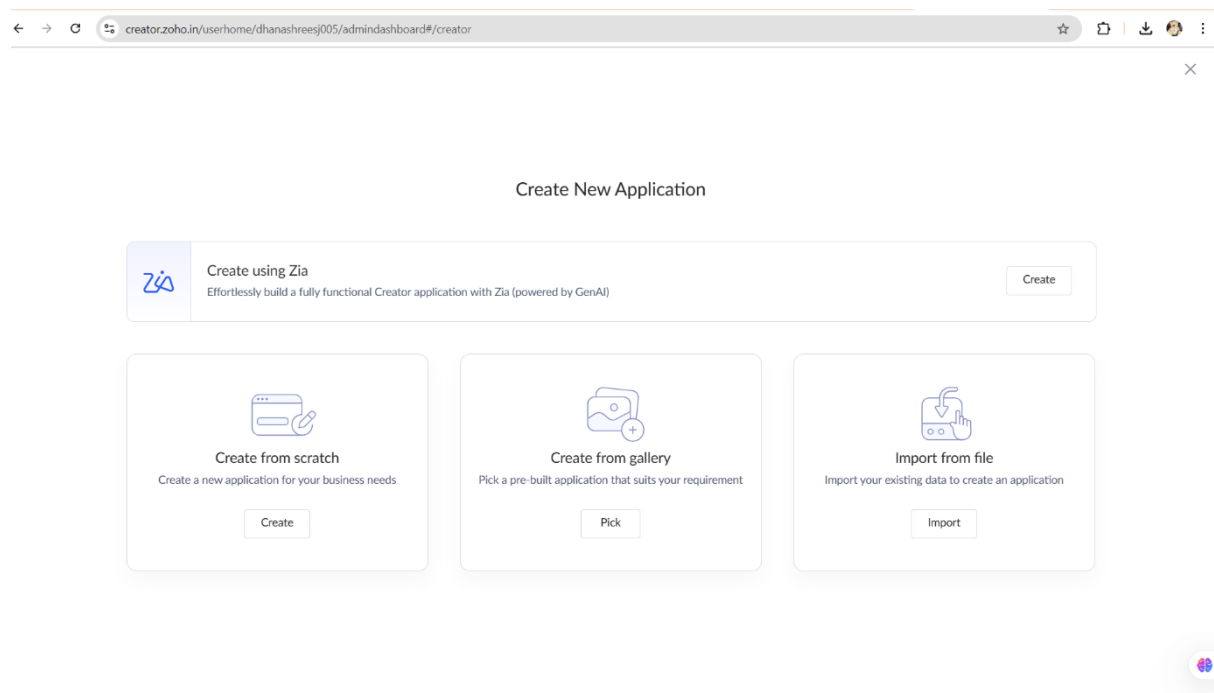 creator.zoho.in/userhome/dhanashreesj005/admindashboard#/creator
Create New Application
Zia
Create using Zia
Effortlessly build a fully functional Creator application with Zia (powered by GenAI)
Create
Create from scratch
Create a new application for your business needs
Create
Create from gallery
Pick a pre-built application that suits your requirement
Pick
Import from file
Import your existing data to create an application
Import